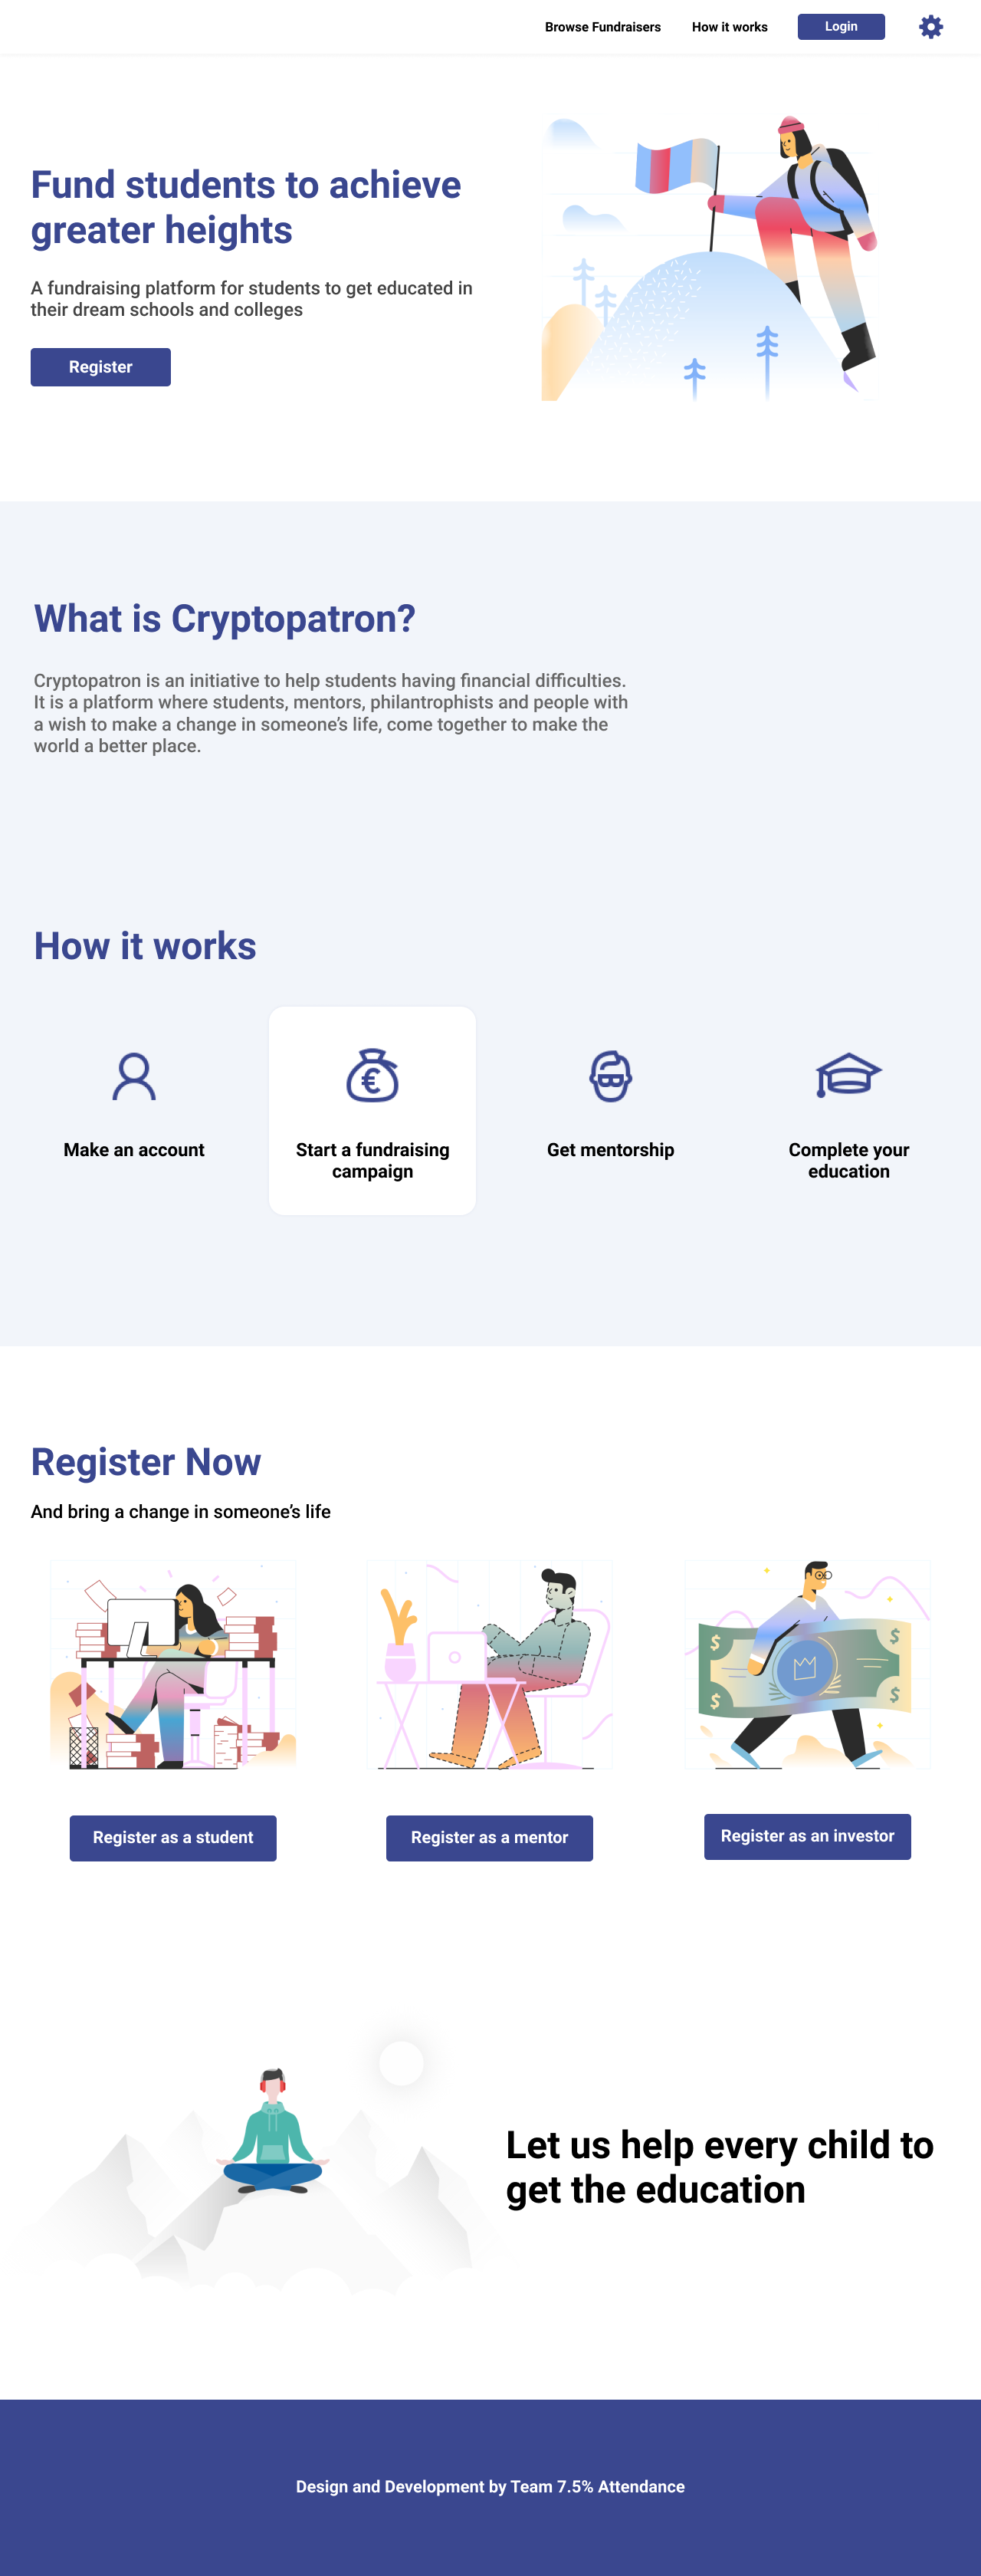 Browse Fundraisers
How it works
Login
Fund students to achieve
greater heights
A fundraising platform for students to get educated in
their dream schools and colleges
Register
What is Cryptopatron?
Cryptopatron is an initiative to help students having financial difficulties.
It is a platform where students, mentors, philantrophists and people with
a wish to make a change in someone’s life, come together to make the
world a better place.
How it works
€
Make an account
Start a fundraising
campaign
Get mentorship
Complete your
education
Register Now
And bring a change in someone’s life
$
$
$
$
Register as a student
Register as a mentor
Register as an investor
Let us help every child to
get the education
Design and Development by Team 7.5% Attendance